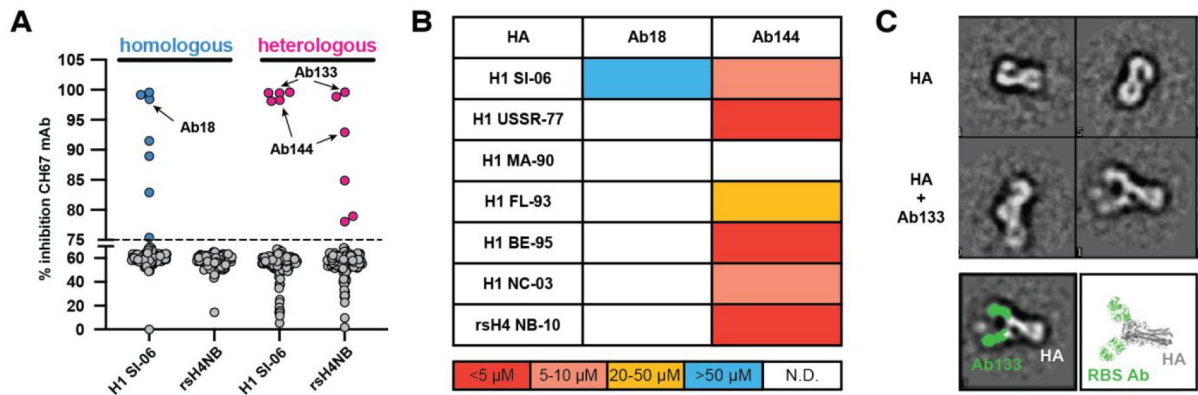 A
homologous
heterologous
% inhibition CH67 mAb
105
100
95
90
85
80
75
60
40
20
0
Ab133
Ab18
Ab144
H1 SI-06
rsH4NB
H1 SI-06
rsH4NB
B
HA Ab18 Ab144
H1 SI-06
H1 USSR-77
H1 MA-90
H1 FL-93
H1 BE-95
H1 NC-03
rsH4 NB-10
<5 µM 5-10 µM 20-50 µM >50 µM N.D.
C
HA
HA
+
Ab133
Ab133 HA
RBS Ab HA